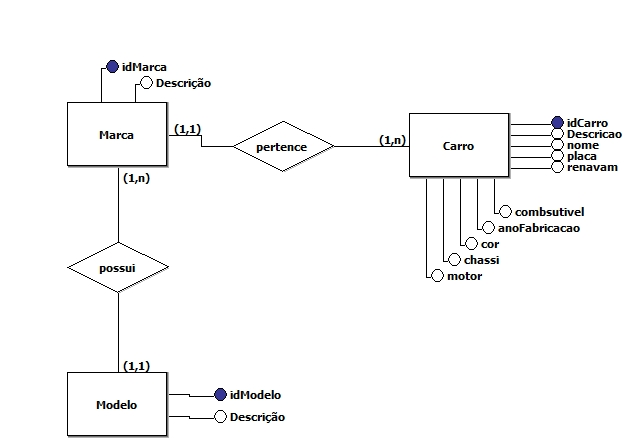 idMarca
Descrição
Marca
(1,1)
pertence
(1,n)
Carro
idCarro
Descricao
nome
placa
renavam
combsutivel
anoFabricacao
cor
chassi
motor
(1,n)
possui
(1,1)
Modelo
idModelo
Descrição